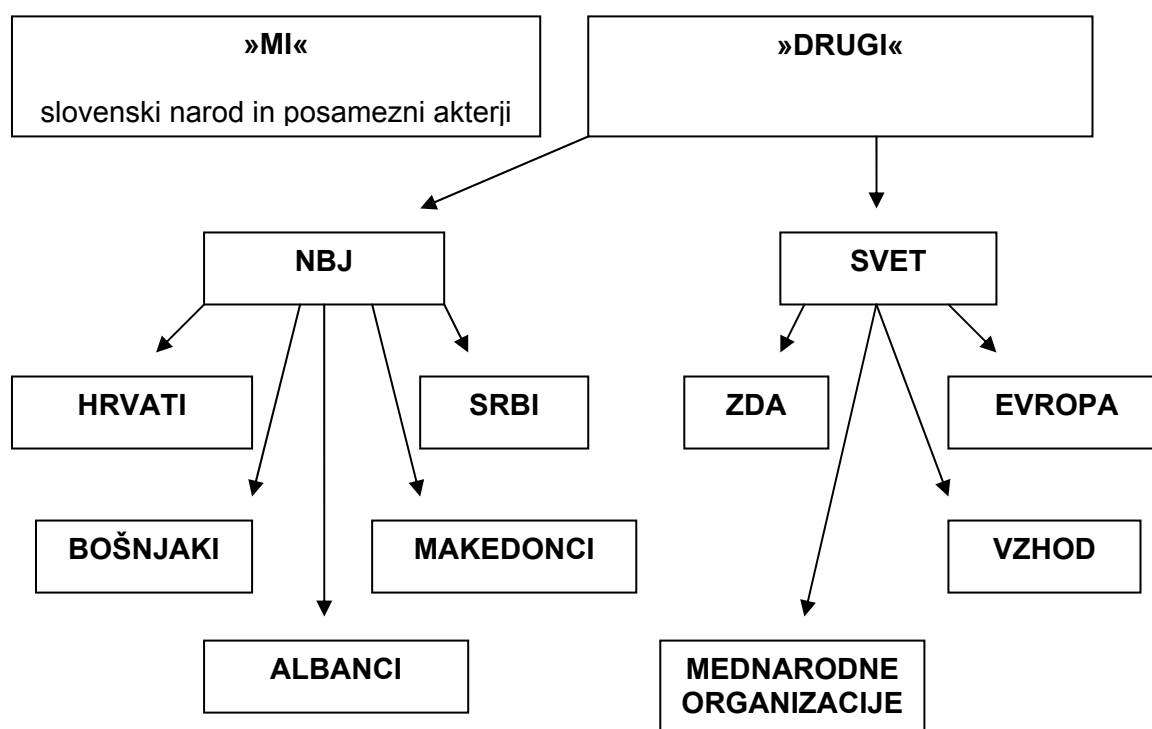 »MI«
slovenski narod in posamezni akterji
»DRUGI«
NBJ
SVET
HRVATI
SRBI
ZDA
EVROPA
BOŠNJAKI
MAKEDONCI
VZHOD
ALBANCI
MEDNARODNE
ORGANIZACIJE